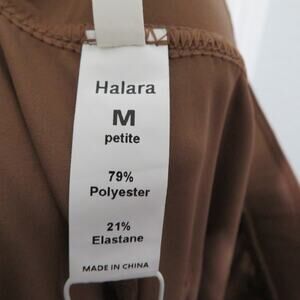 Halara
M
petite
79%
Polyester
21%
Elastane
MADE IN CHINA